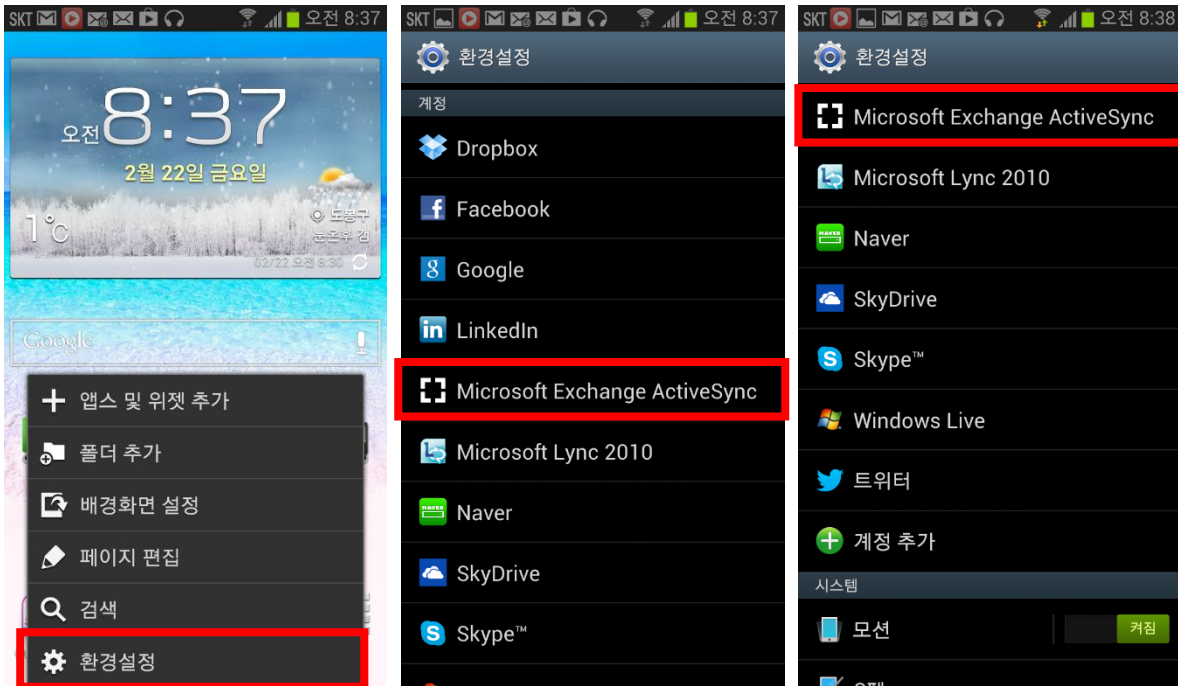 SKT 오전 8:37
오전 8:37
2월 22일 금요일
1°C
도봉구
눈온후 갬
02/22 오전 8:30
Google
앱스 및 위젯 추가
폴더 추가
배경화면 설정
페이지 편집
검색
환경설정
SKT 오전 8:37
환경설정
계정
Dropbox
Facebook
Google
LinkedIn
Microsoft Exchange ActiveSync
Microsoft Lync 2010
Naver
SkyDrive
Skype™
SKT 오전 8:38
환경설정
Microsoft Exchange ActiveSync
Microsoft Lync 2010
Naver
SkyDrive
Skype™
Windows Live
트위터
계정 추가
시스템
모션 켜짐